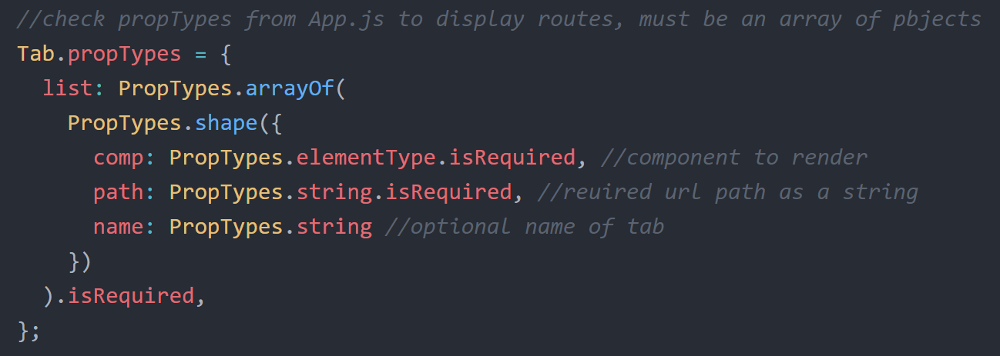 //check propTypes from App.js to display routes, must be an array of pbjects
Tab.propTypes = {
  list: PropTypes.arrayOf(
    PropTypes.shape({
      comp: PropTypes.elementType.isRequired, //component to render
      path: PropTypes.string.isRequired, //reuired url path as a string
      name: PropTypes.string //optional name of tab
    })
  ).isRequired,
};